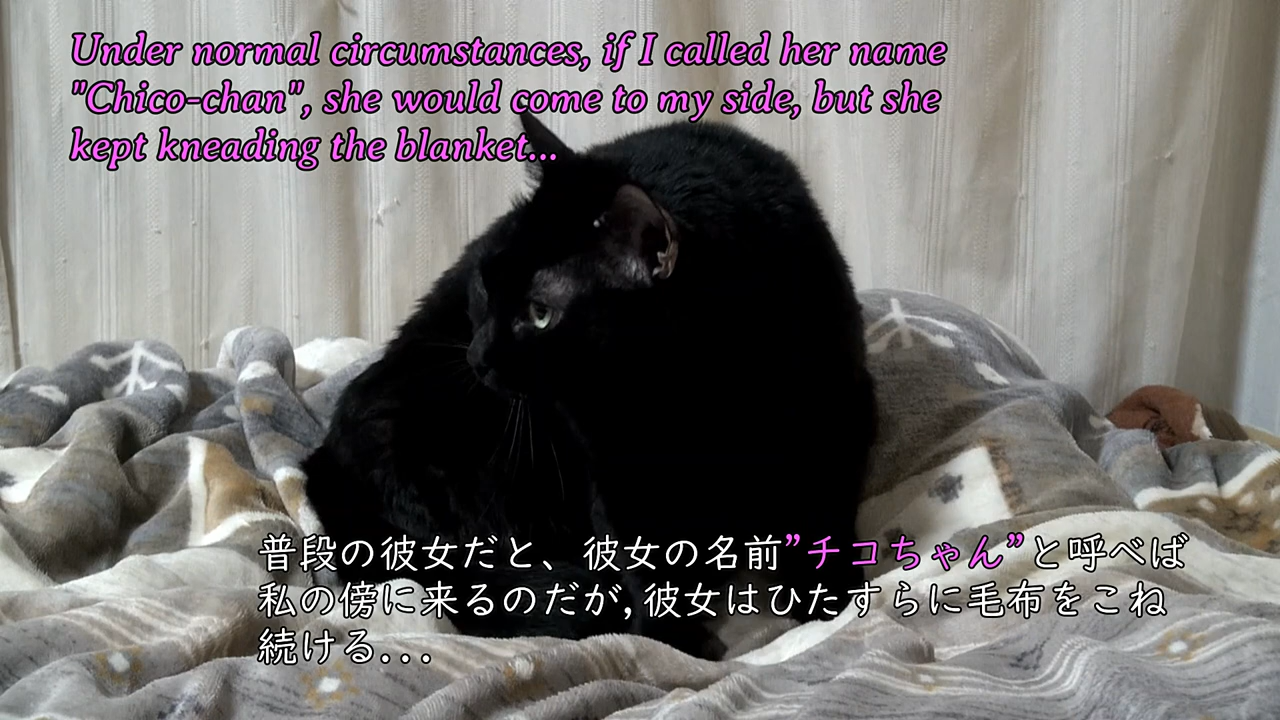 Under normal circumstances, if I called her name
"Chico-chan", she would come to my side, but she
kept kneading the blanket...
普段の彼女だと、彼女の名前”チコちゃん”と呼べば
私の傍に来るのだが,彼女はひたすらに毛布をこね
続ける...